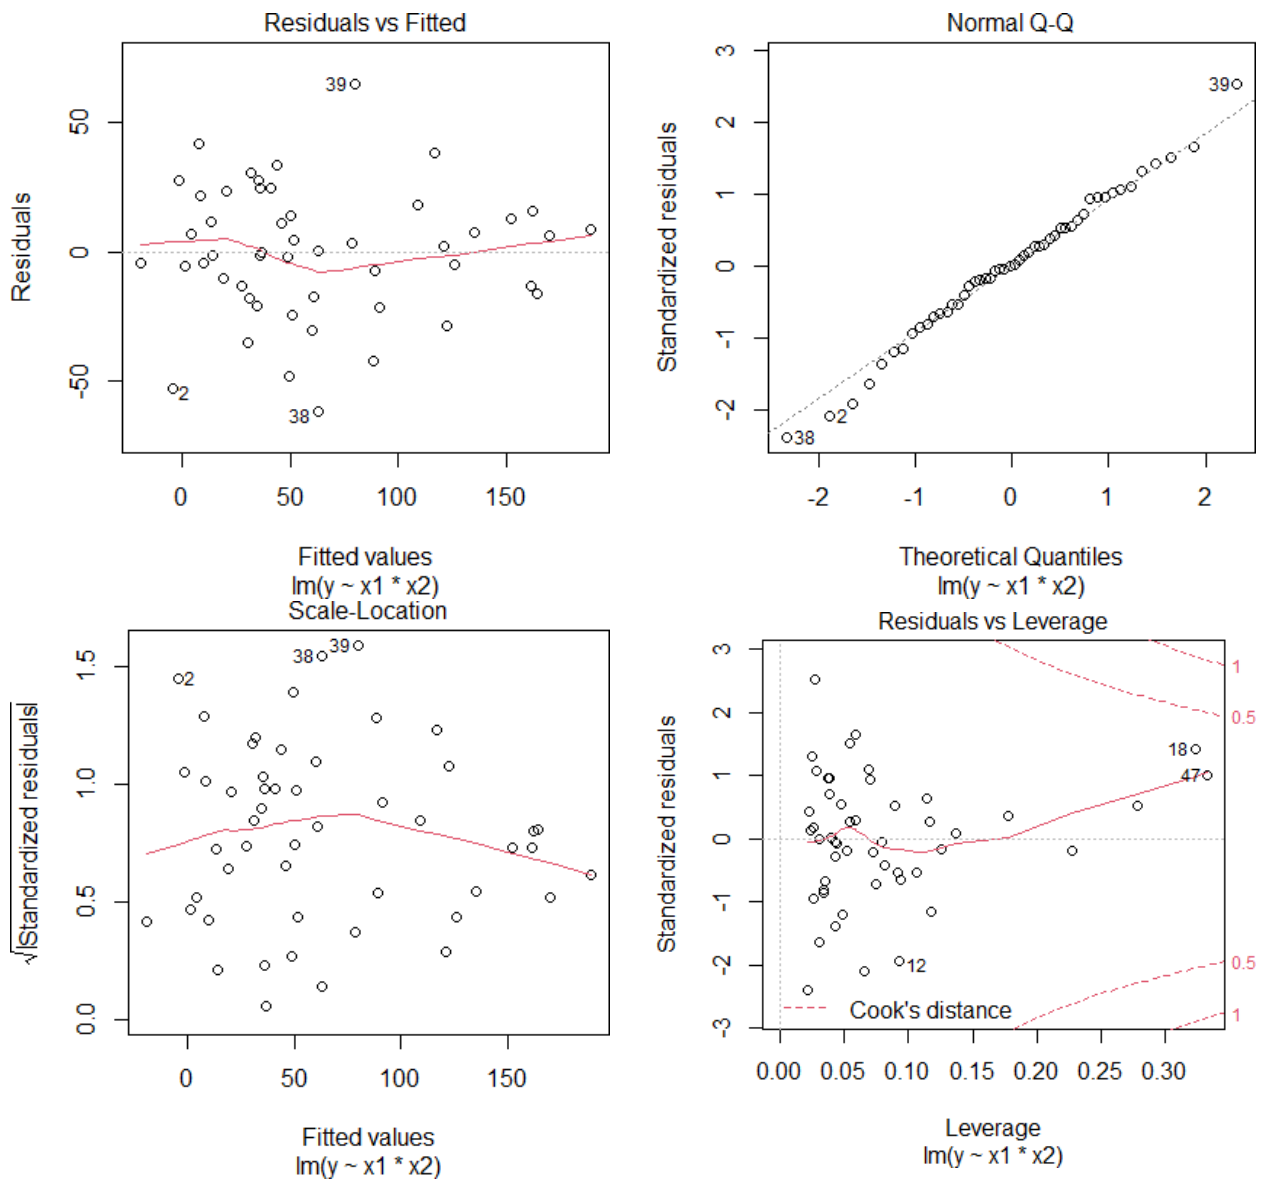 Residuals vs Fitted
Residuals
50
0
-50
39
2
38
0 50 100 150
Fitted values
lm(y ~ x1 * x2)
Normal Q-Q
Standardized residuals
3
2
1
0
-1
-2
39
2
38
-2 -1 0 1 2
Theoretical Quantiles
lm(y ~ x1 * x2)
Scale-Location
√|Standardized residuals|
1.5
1.0
0.5
0.0
38
39
2
0 50 100 150
Fitted values
lm(y ~ x1 * x2)
Residuals vs Leverage
Standardized residuals
3
2
1
0
-1
-2
-3
1
0.5
18
47
12
0.5
1
Cook's distance
0.00 0.05 0.10 0.15 0.20 0.25 0.30
Leverage
lm(y ~ x1 * x2)